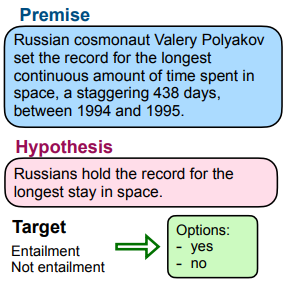 Premise
Russian cosmonaut Valery Polyakov
set the record for the longest
continuous amount of time spent in
space, a staggering 438 days,
between 1994 and 1995.
Hypothesis
Russians hold the record for the
longest stay in space.
Target
Entailment
Not entailment
Options:
- yes
- no